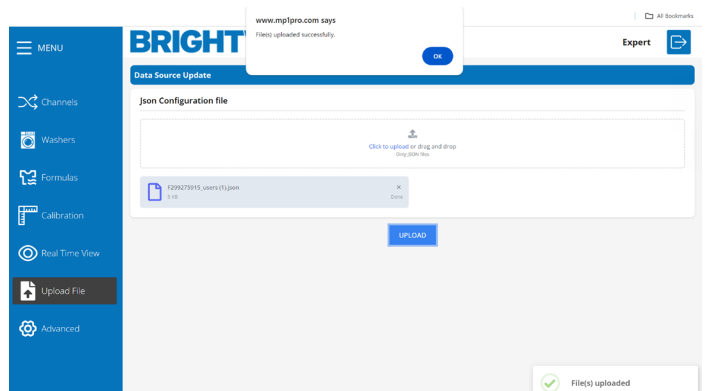 www.mp1pro.com says
File(s) uploaded successfully.
OK
All Bookmarks
MENU
BRIGHT
Expert
Data Source Update
Channels
Washers
Formulas
Calibration
Real Time View
Upload File
Advanced
Json Configuration file
Click to upload or drag and drop
Only JSON files
F299275915_users (1).json
5 KB
Done
UPLOAD
File(s) uploaded